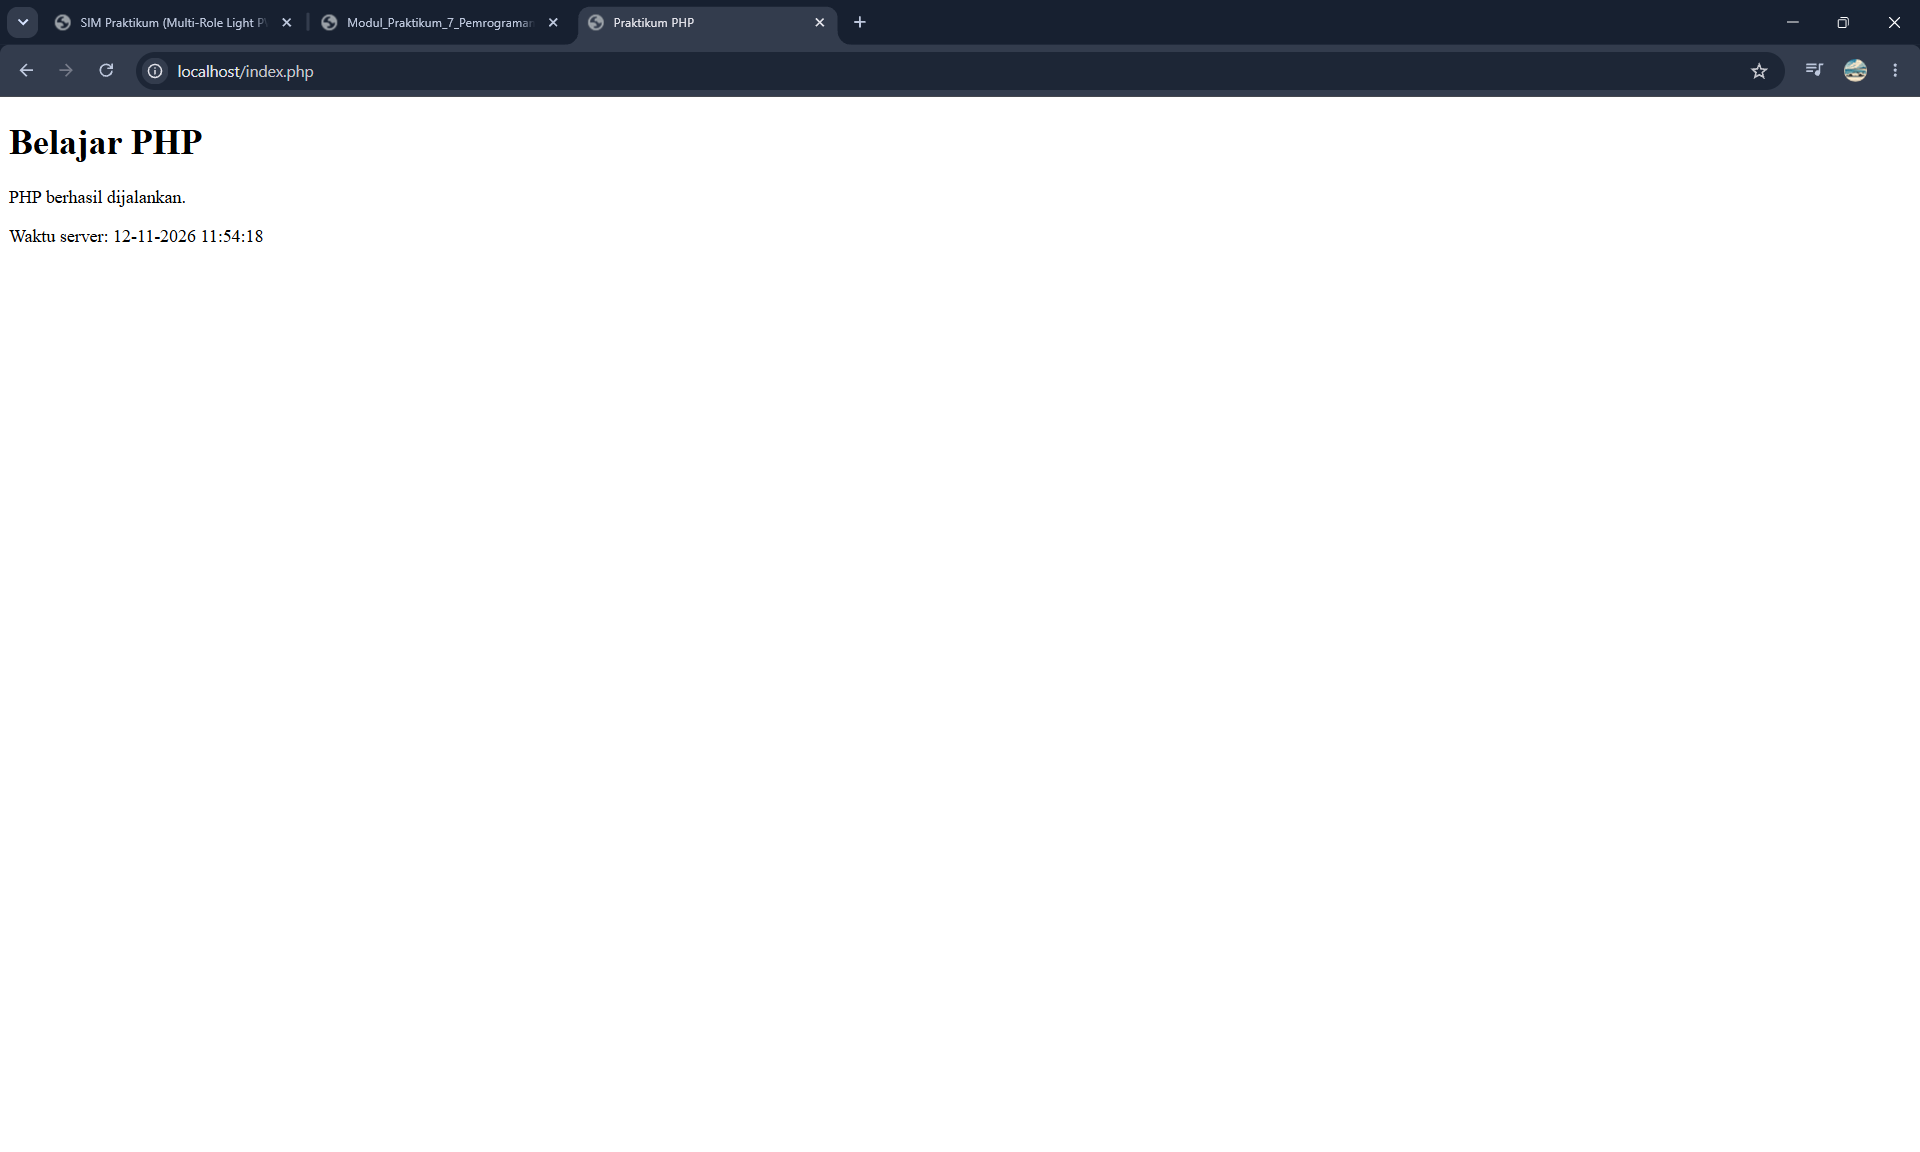 SIM Praktikum (Multi-Role Light
Modul_Praktikum_7_Pemrograman
Praktikum PHP
localhost/index.php
Belajar PHP
PHP berhasil dijalankan.
Waktu server: 12-11-2026 11:54:18